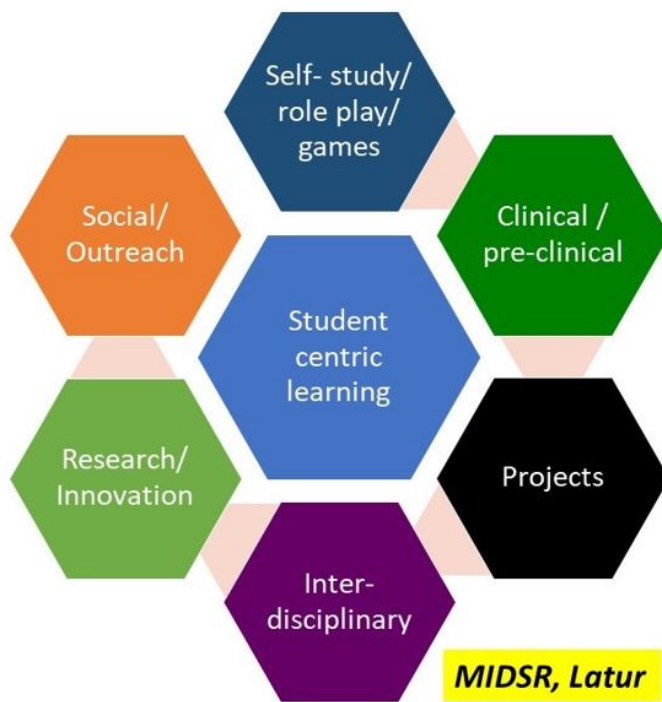 Self- study/
role play/
games
Social/
Outreach
Clinical /
pre-clinical
Student
centric
learning
Research/
Innovation
Projects
Inter-
disciplinary
MIDSR, Latur